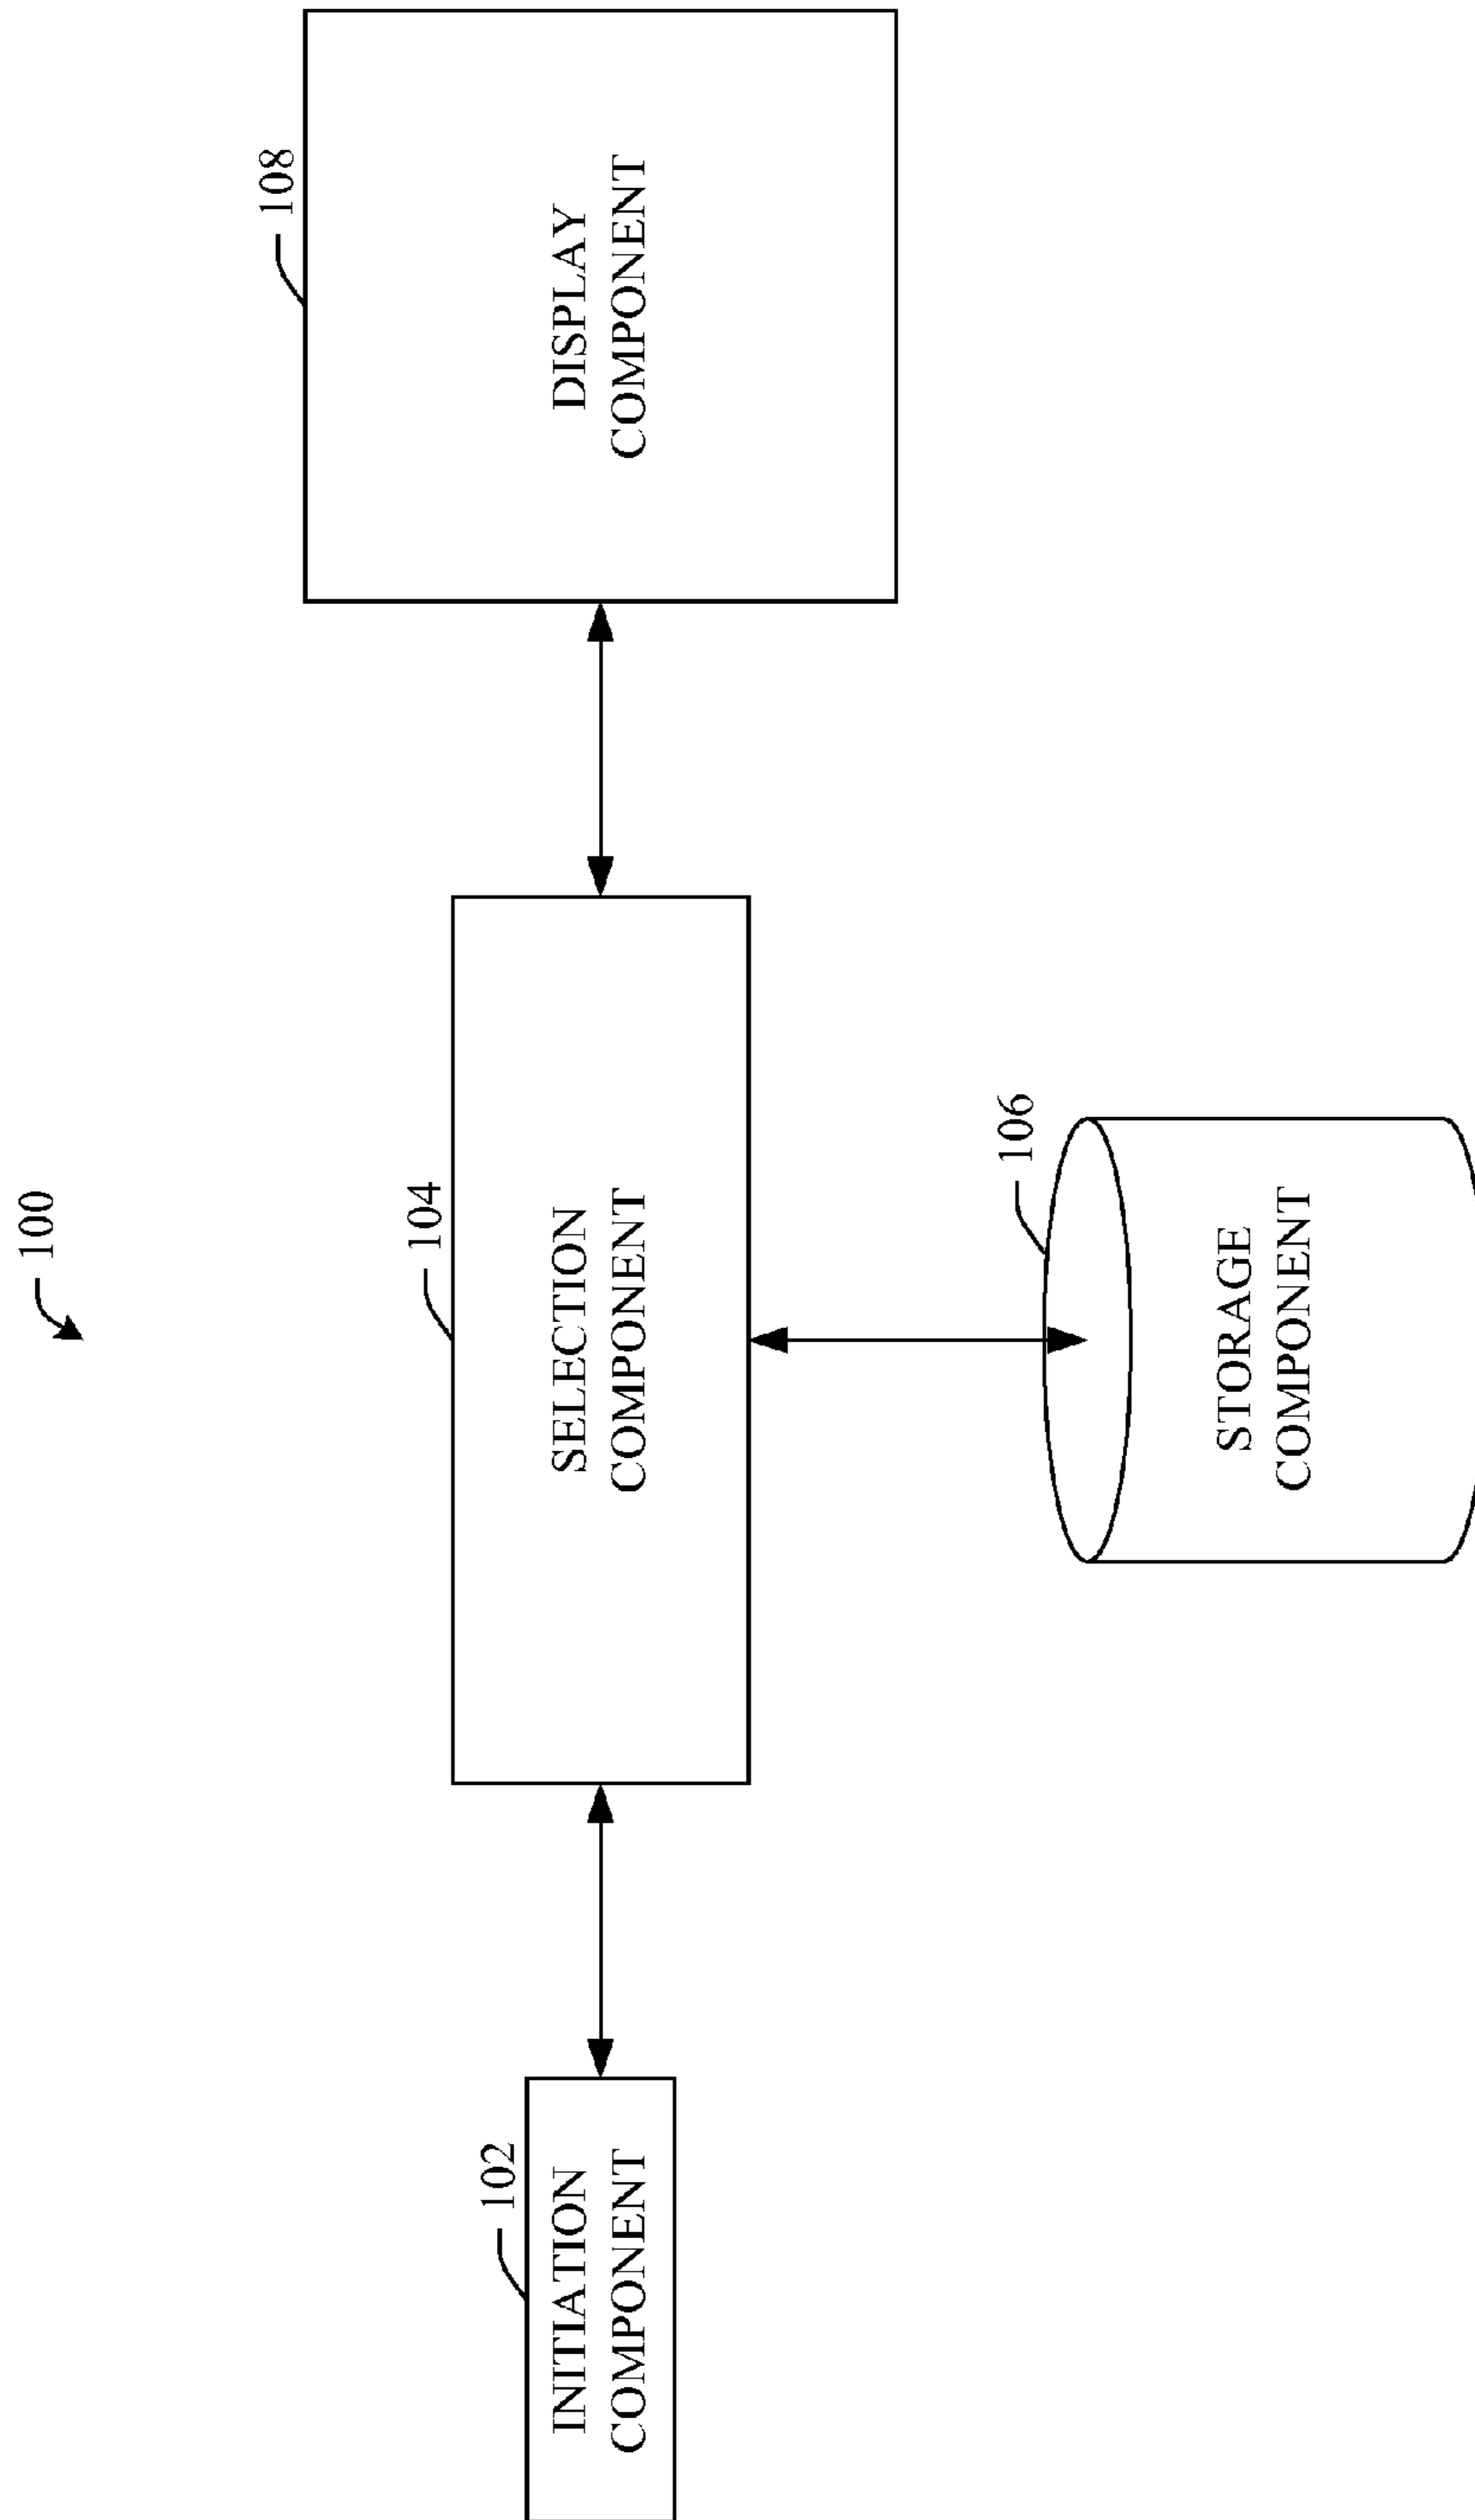 100
102
INITIATION
COMPONENT
104
SELECTION
COMPONENT
108
DISPLAY
COMPONENT
106
STORAGE
COMPONENT